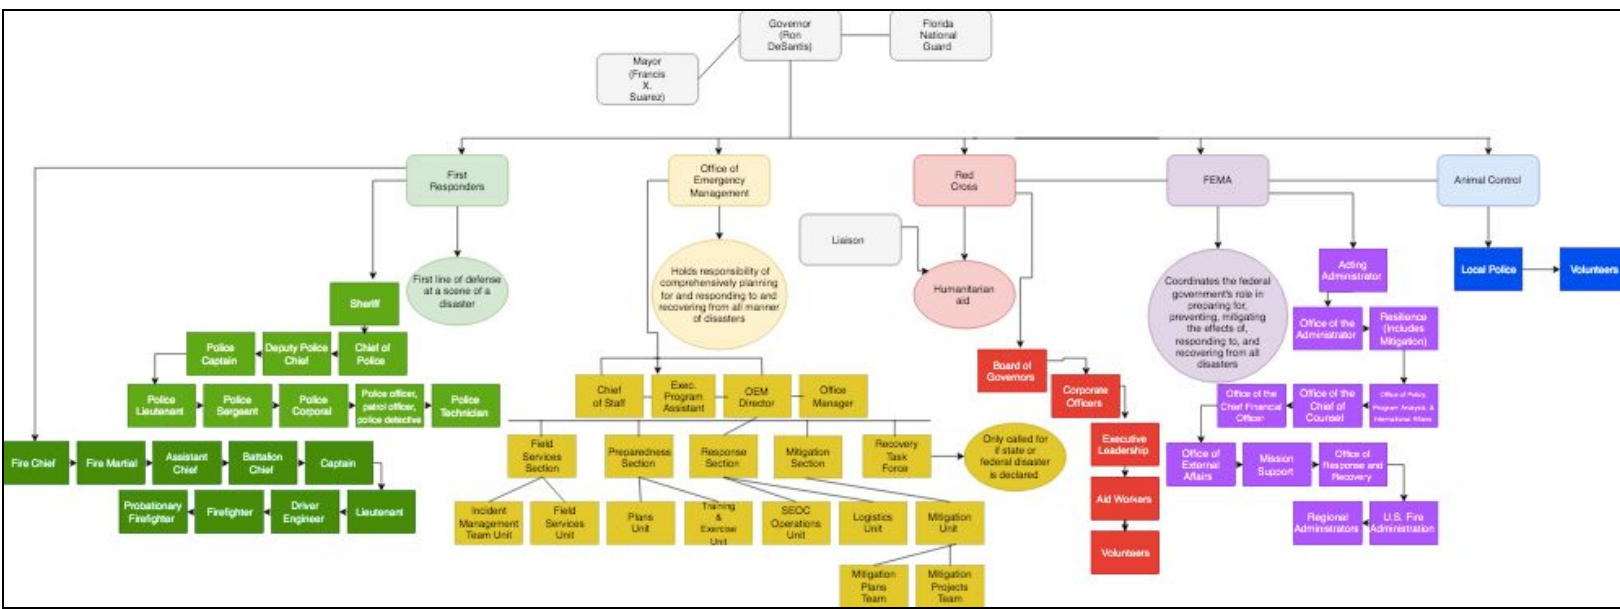 Governor
(Ron
DeSantis)
Florida
National
Guard
Mayor
(Francis
X.
Suarez)
First
Responders
Office of
Emergency
Management
Red
Cross
FEMA
Animal Control
Liaison
First line of defense
at a scene of a
disaster
Holds responsibility of
comprehensively planning
for and responding to and
recovering from all manner
of disasters
Humanitarian
aid
Coordinates the federal
government's role in
preparing for,
preventing, mitigating
the effects of,
responding to, and
recovering from all
disasters
Acting
Administrator
Local Police
Volunteers
Sheriff
Police
Captain
Deputy Police
Chief
Chief of
Police
Police
Lieutenant
Police
Sergeant
Police
Corporal
Police officer,
patrol officer,
police detective
Police
Technician
Fire Chief
Fire Martial
Assistant
Chief
Battalion
Chief
Captain
Probationary
Firefighter
Firefighter
Driver
Engineer
Lieutenant
Chief
of Staff
Exec.
Program
Assistant
OEM
Director
Office
Manager
Field
Services
Section
Preparedness
Section
Response
Section
Mitigation
Section
Recovery
Task
Force
Only called for
if state or
federal disaster
is declared
Incident
Management
Team Unit
Field
Services
Unit
Plans
Unit
Training
&
Exercise
Unit
SEOC
Operations
Unit
Logistics
Unit
Mitigation
Unit
Mitigation
Plans
Team
Mitigation
Projects
Team
Board of
Governors
Corporate
Officers
Executive
Leadership
Aid Workers
Volunteers
Office of the
Administrator
Resilience
(Includes
Mitigation)
Office of the
Chief Financial
Officer
Office of the
Chief of
Counsel
Office of Policy,
Program Analysis, &
International Affairs
Office of
External
Affairs
Mission
Support
Office of
Response and
Recovery
Regional
Administrators
U.S. Fire
Administration